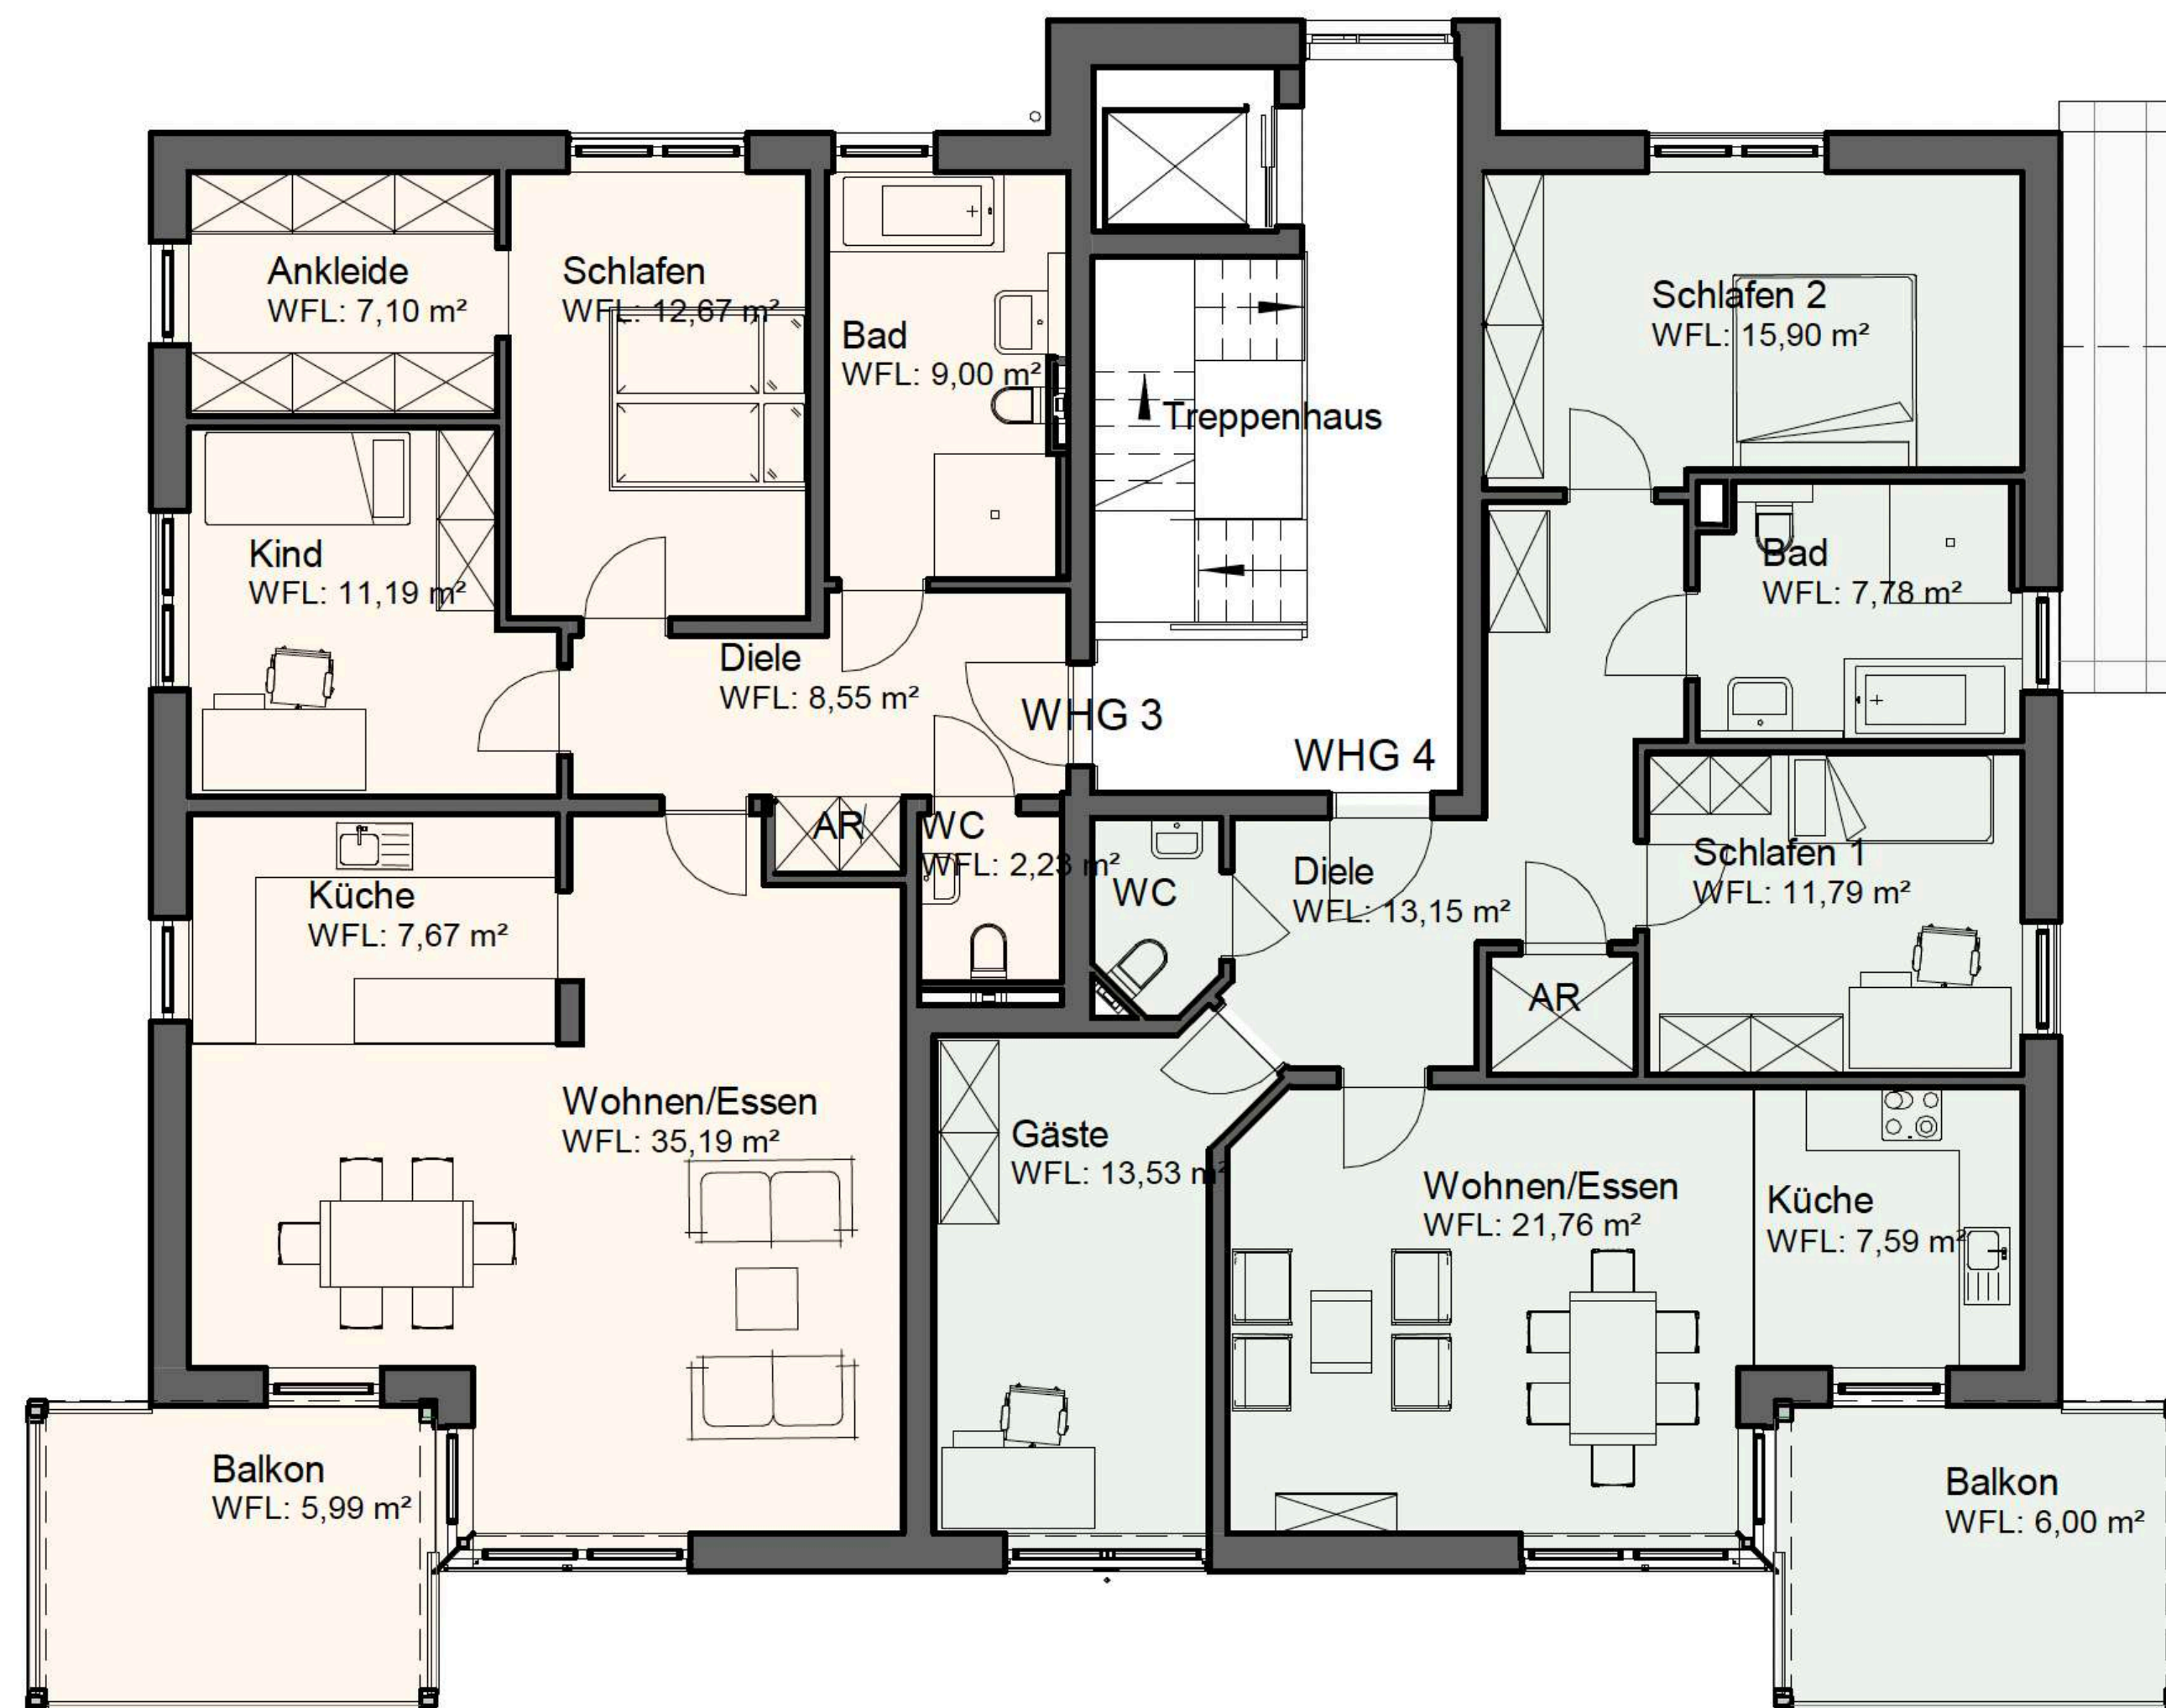 Ankleide
WFL: 7,10 m²
Schlafen
WFL: 12,67 m²
Bad
WFL: 9,00 m²
Treppenhaus
Schlafen 2
WFL: 15,90 m²
Kind
WFL: 11,19 m²
Bad
WFL: 7,78 m²
Diele
WFL: 8,55 m²
WHG 3
WHG 4
AR
WC
WFL: 2,23 m²
Küche
WFL: 7,67 m²
WC
Diele
WFL: 13,15 m²
Schlafen 1
WFL: 11,79 m²
AR
Wohnen/Essen
WFL: 35,19 m²
Gäste
WFL: 13,53 m²
Wohnen/Essen
WFL: 21,76 m²
Küche
WFL: 7,59 m²
Balkon
WFL: 5,99 m²
Balkon
WFL: 6,00 m²